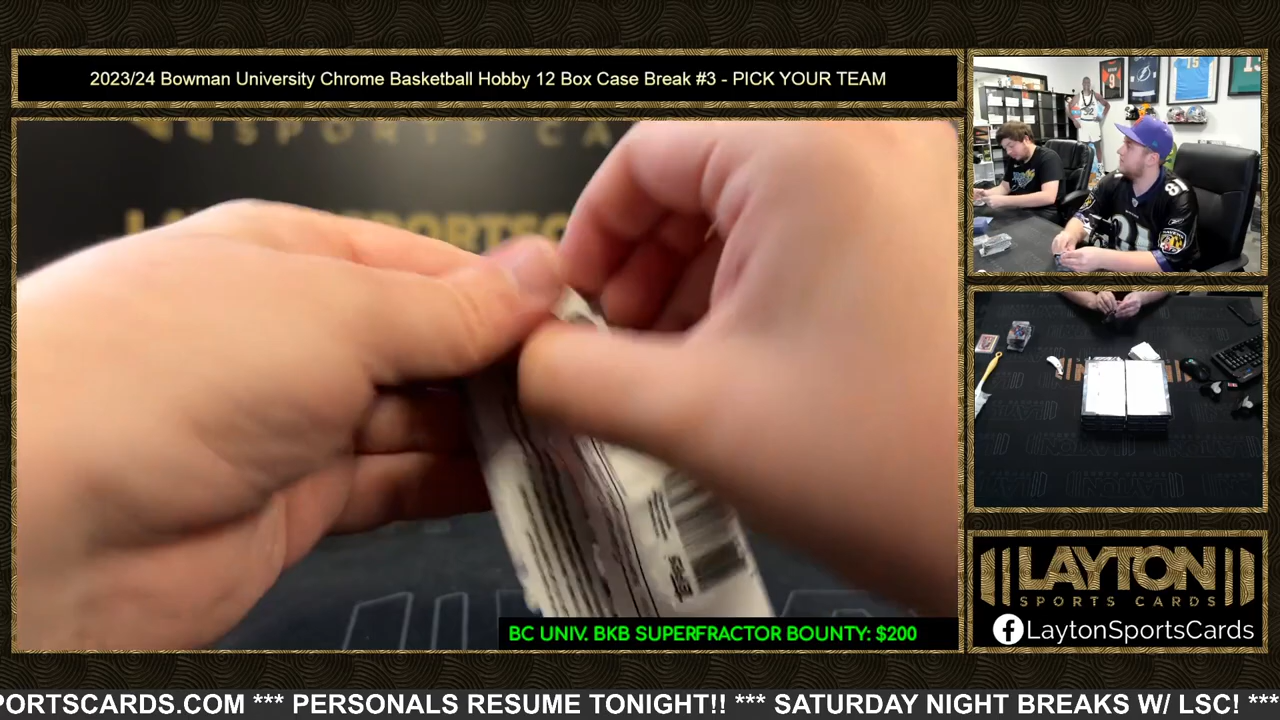 2023/24 Bowman University Chrome Basketball Hobby 12 Box Case Break #3 - PICK YOUR TEAM
81
LAYTON
SPORTS CARDS
LaytonSportsCards
BC UNIV. BKB SUPERFRACTOR BOUNTY: $200
PORTSCARDS.COM *** PERSONALS RESUME TONIGHT!! *** SATURDAY NIGHT BREAKS W/ LSC! ***